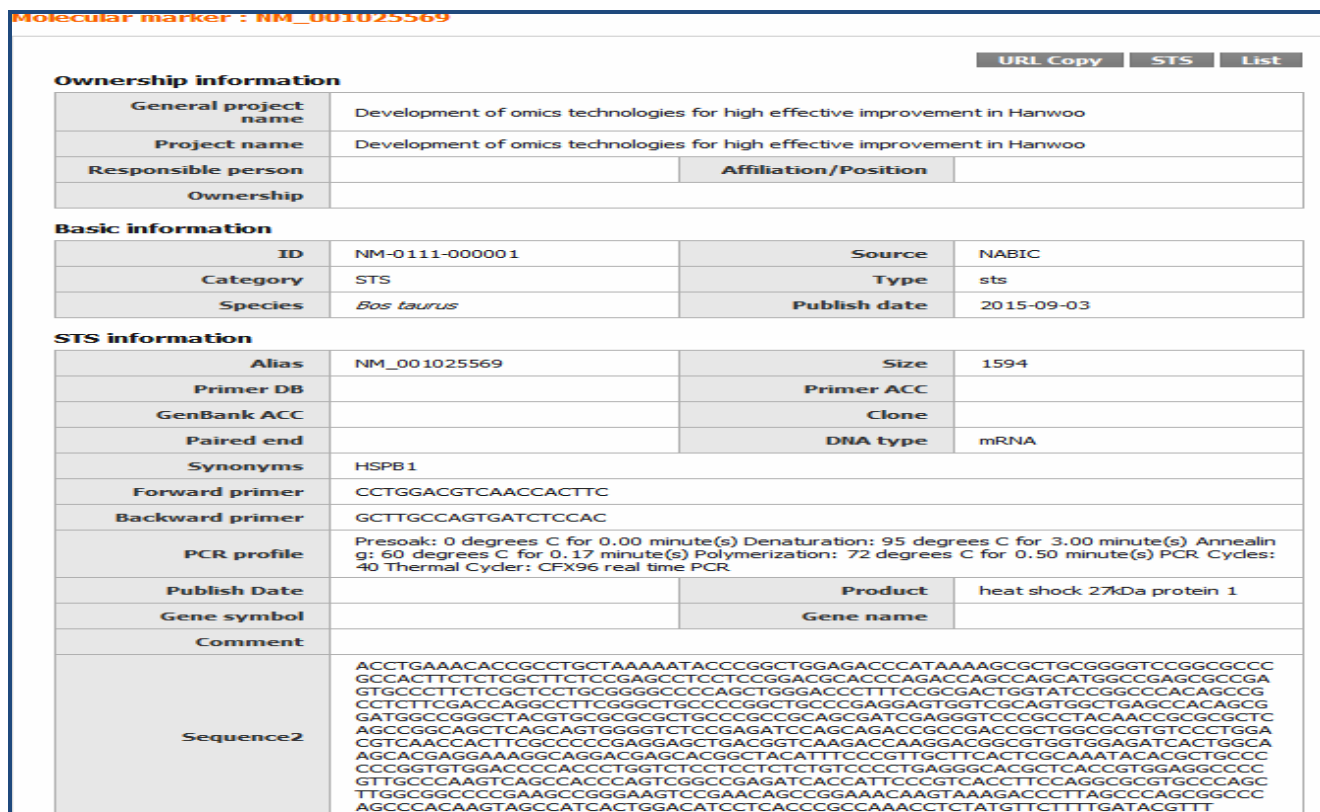 Molecular marker : NM_001025569
URL Copy STS List
Ownership information
General project name
Development of omics technologies for high effective improvement in Hanwoo
Project name
Development of omics technologies for high effective improvement in Hanwoo
Responsible person
Affiliation/Position
Ownership
Basic information
ID
NM-0111-000001
Source
NABIC
Category
STS
Type
sts
Species
Bos taurus
Publish date
2015-09-03
STS information
Alias
NM_001025569
Size
1594
Primer DB
Primer ACC
GenBank ACC
Clone
Paired end
DNA type
mRNA
Synonyms
HSPB1
Forward primer
CCTGGACGTCAACCACTTC
Backward primer
GCTTGCCAGTGATCTCCAC
PCR profile
Presoak: 0 degrees C for 0.00 minute(s) Denaturation: 95 degrees C for 3.00 minute(s) Annealin
g: 60 degrees C for 0.17 minute(s) Polymerization: 72 degrees C for 0.50 minute(s) PCR Cycles:
40 Thermal Cycler: CFX96 real time PCR
Publish Date
Product
heat shock 27kDa protein 1
Gene symbol
Gene name
Comment
Sequence2
ACCTGAAACACCGCCTGCTAAAAATACCCGGCTGGAGACCCATAAAAGCGCTGCGGGGTCCGGCGCCC
GCCACTTCTCTCGCTTCTCCGAGCCTCCTCCGGACGCACCCAGACCAGCCAGCATGGCCGAGCGCCGA
GTGCCCTTCTCGCTCCTGCGGGGCCCCAGCTGGGACCCTTTCCGCGACTGGTATCCGGCCCACAGCCG
CCTCTTCGACCAGGCCTTCGGGCTGCCCCGGCTGCCCGAGGAGTGGTCGCAGTGGCTGAGCCACAGCG
GATGGCCGGGCTACGTGCGCGCGCTGCCCGCCGCAGCGATCGAGGGTCCCGCCTACAACCGCGCGCTC
AGCCGGCAGCTCAGCAGTGGGGTCTCCGAGATCCAGCAGACCGCCGACCGCTGGCGCGTGTCCCTGGA
CGTCAACCACTTCGCCCCCGAGGAGCTGACGGTCAAGACCAAGGACGGCGTGGTGGAGATCACTGGCA
AGCACGAGGAAAGGCAGGACGAGCACGGCTACATTTCCCGTTGCTTCACTCGCAAATACACGCTGCCC
CCCGGTGTGGACCCCACCCTGGTCTCCTCCTCTCTGTCCCCTGAGGGCACGCTCACCGTGGAGGCCCC
GTTGCCCAAGTCAGCCACCCAGTCGGCCGAGATCACCATTCCCGTCACCTTCCAGGCGCGTGCCCAGC
TTGGCGGCCCCGAAGCCGGGAAGTCCGAACAGCCGGAAACAAGTAAAGACCCTTAGCCCAGCGGCCC
AGCCCACAAGTAGCCATCACTGGACATCCTCACCCGCCAAACCTCTATGTTCTTTTGATACGTTT